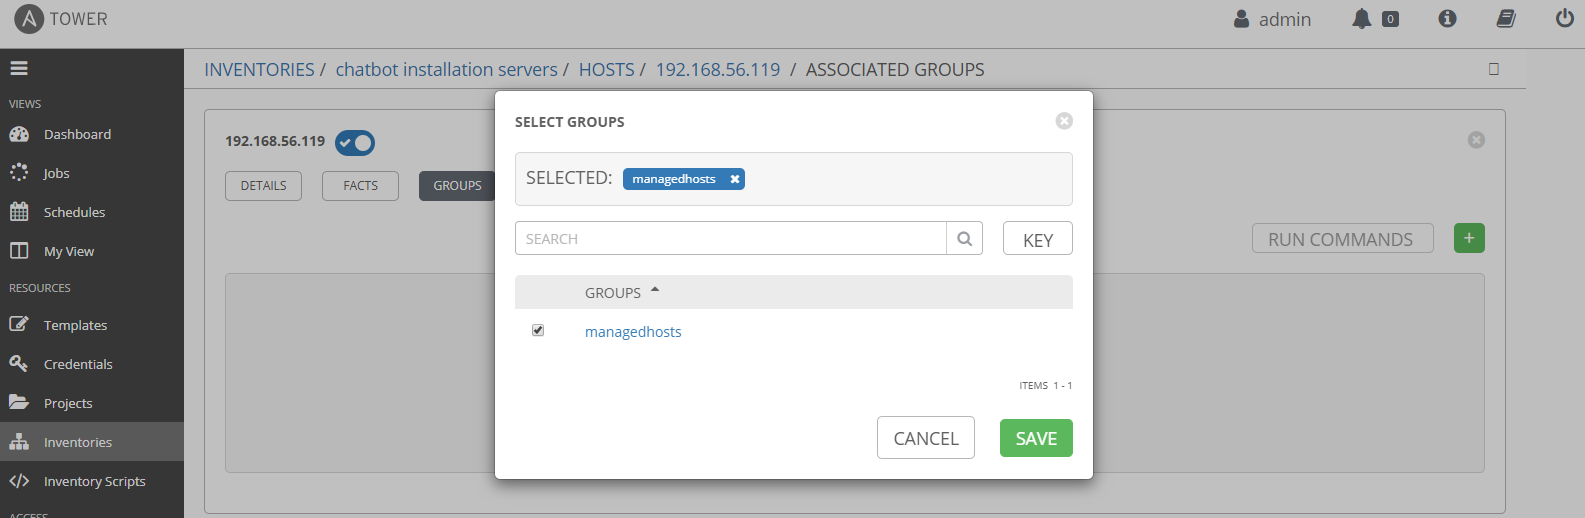 TOWER
admin
0
INVENTORIES / chatbot installation servers / HOSTS / 192.168.56.119 / ASSOCIATED GROUPS
VIEWS
Dashboard
Jobs
Schedules
My View
RESOURCES
Templates
Credentials
Projects
Inventories
Inventory Scripts
ACCESS
192.168.56.119
DETAILS
FACTS
GROUPS
RUN COMMANDS
+
SELECT GROUPS
SELECTED: managedhosts
SEARCH
KEY
GROUPS
managedhosts
ITEMS 1 - 1
CANCEL
SAVE